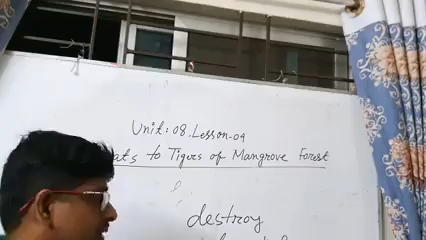 Unit: 08. Lesson-09
to Tigers of Mangrove Forest
destroy